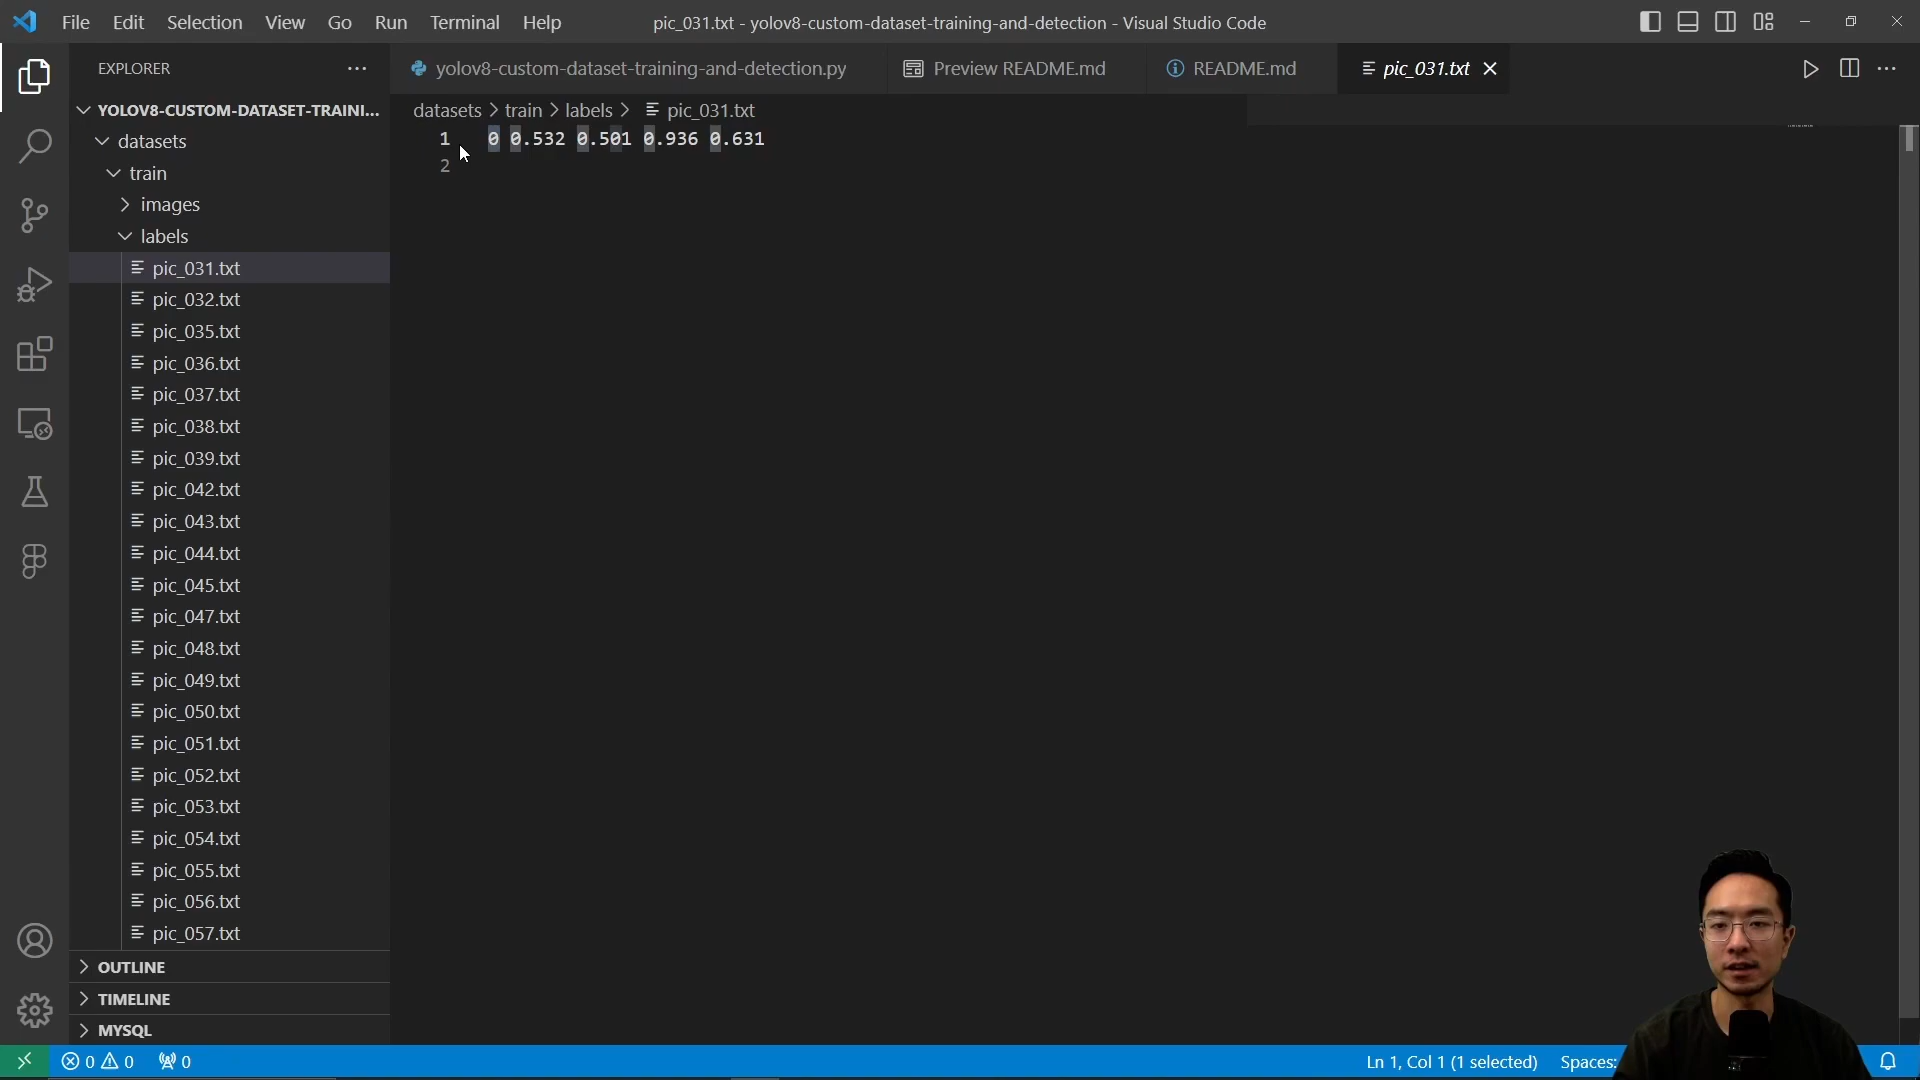 File Edit Selection View Go Run Terminal Help
pic_031.txt - yolov8-custom-dataset-training-and-detection - Visual Studio Code
EXPLORER
yolov8-custom-dataset-training-and-detection.py
Preview README.md
README.md
pic_031.txt
YOLOV8-CUSTOM-DATASET-TRAINI...
datasets > train > labels > pic_031.txt
1 0 0.532 0.501 0.936 0.631
2
datasets
train
images
labels
pic_031.txt
pic_032.txt
pic_035.txt
pic_036.txt
pic_037.txt
pic_038.txt
pic_039.txt
pic_042.txt
pic_043.txt
pic_044.txt
pic_045.txt
pic_047.txt
pic_048.txt
pic_049.txt
pic_050.txt
pic_051.txt
pic_052.txt
pic_053.txt
pic_054.txt
pic_055.txt
pic_056.txt
pic_057.txt
OUTLINE
TIMELINE
MYSQL
0 0 0
Ln 1, Col 1 (1 selected) Spaces: